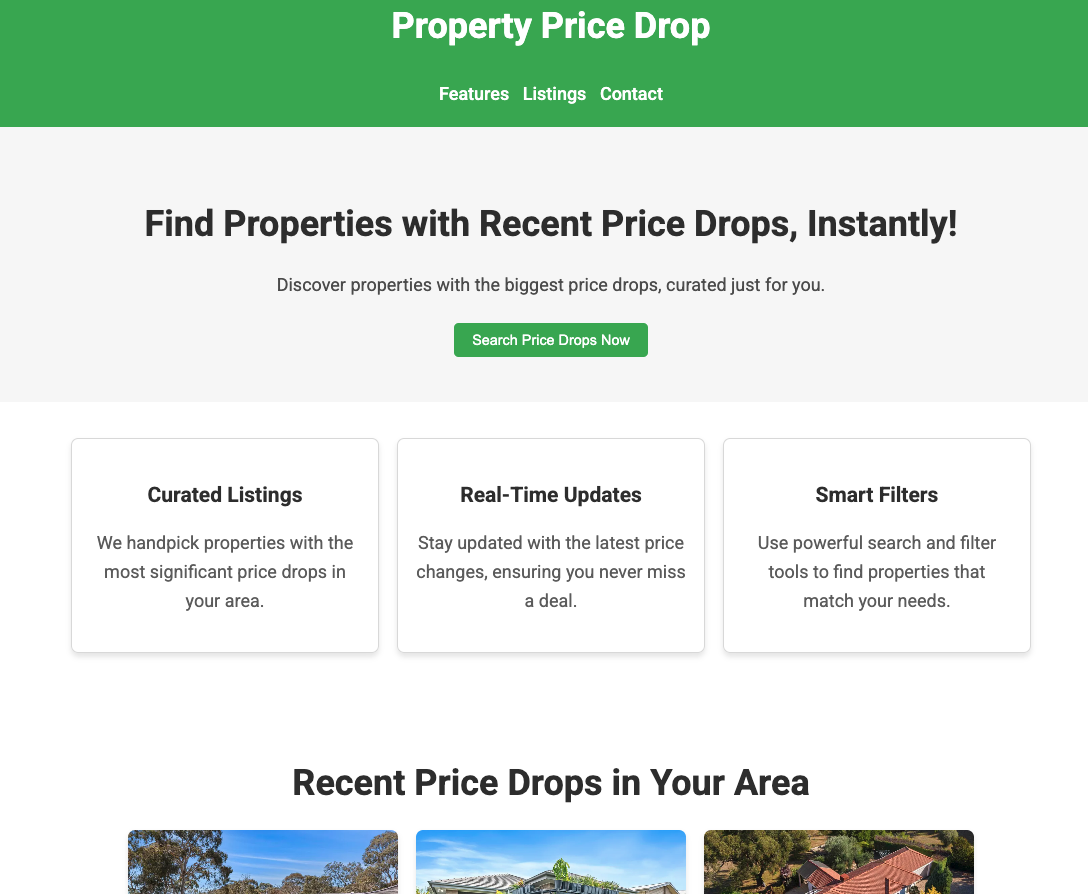 Property Price Drop
Features Listings Contact
Find Properties with Recent Price Drops, Instantly!
Discover properties with the biggest price drops, curated just for you.
Search Price Drops Now
Curated Listings
We handpick properties with the
most significant price drops in
your area.
Real-Time Updates
Stay updated with the latest price
changes, ensuring you never miss
a deal.
Smart Filters
Use powerful search and filter
tools to find properties that
match your needs.
Recent Price Drops in Your Area